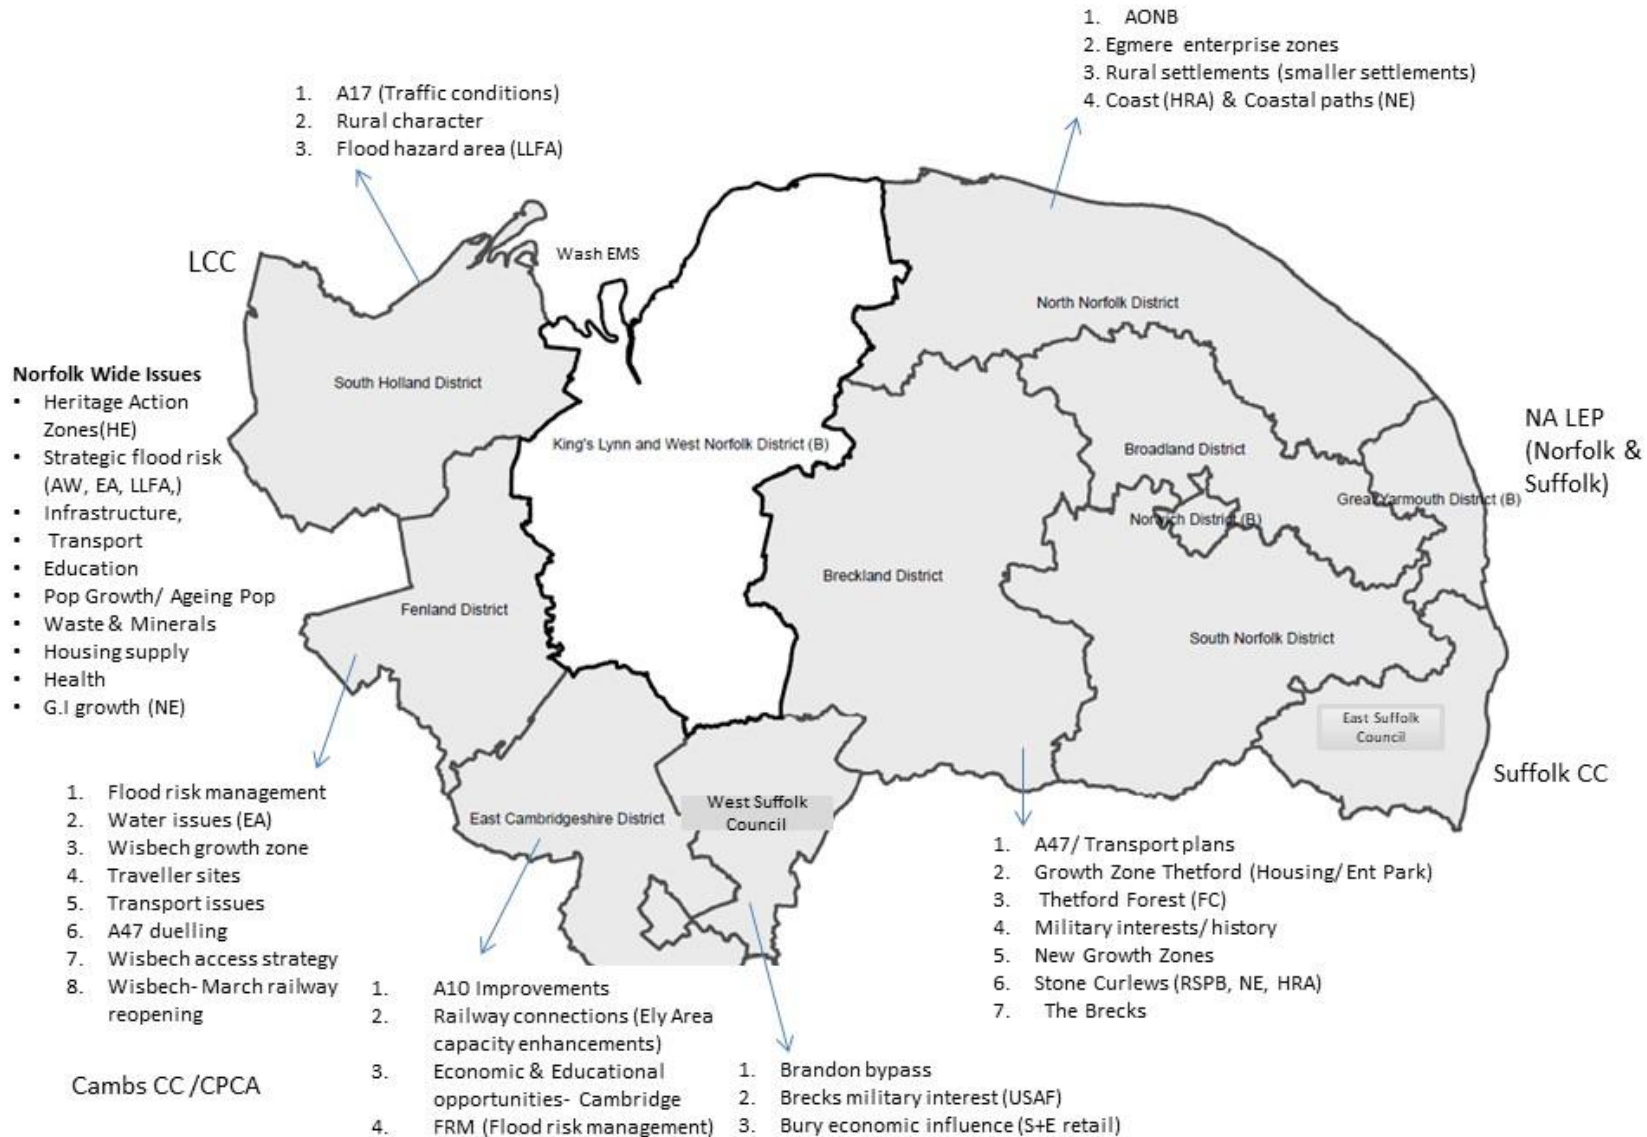 1. AONB
2. Egmere enterprise zones
3. Rural settlements (smaller settlements)
4. Coast (HRA) & Coastal paths (NE)
1. A17 (Traffic conditions)
2. Rural character
3. Flood hazard area (LLFA)
LCC
Wash EMS
North Norfolk District
South Holland District
Norfolk Wide Issues
• Heritage Action
Zones(HE)
• Strategic flood risk
(AW, EA, LLFA,)
• Infrastructure,
• Transport
• Education
• Pop Growth/ Ageing Pop
• Waste & Minerals
• Housing supply
• Health
• G.I growth (NE)
King's Lynn and West Norfolk District (B)
Broadland District
NA LEP
(Norfolk &
Suffolk)
Great Yarmouth District (B)
Norwich District (B)
Breckland District
Fenland District
South Norfolk District
East Suffolk
Council
Suffolk CC
West Suffolk
Council
East Cambridgeshire District
1. Flood risk management
2. Water issues (EA)
3. Wisbech growth zone
4. Traveller sites
5. Transport issues
6. A47 duelling
7. Wisbech access strategy
8. Wisbech- March railway
reopening
Cambs CC /CPCA
1. A10 Improvements
2. Railway connections (Ely Area
capacity enhancements)
3. Economic & Educational
opportunities- Cambridge
4. FRM (Flood risk management)
1. Brandon bypass
2. Brecks military interest (USAF)
3. Bury economic influence (S+E retail)
1. A47/ Transport plans
2. Growth Zone Thetford (Housing/ Ent Park)
3. Thetford Forest (FC)
4. Military interests/ history
5. New Growth Zones
6. Stone Curlews (RSPB, NE, HRA)
7. The Brecks